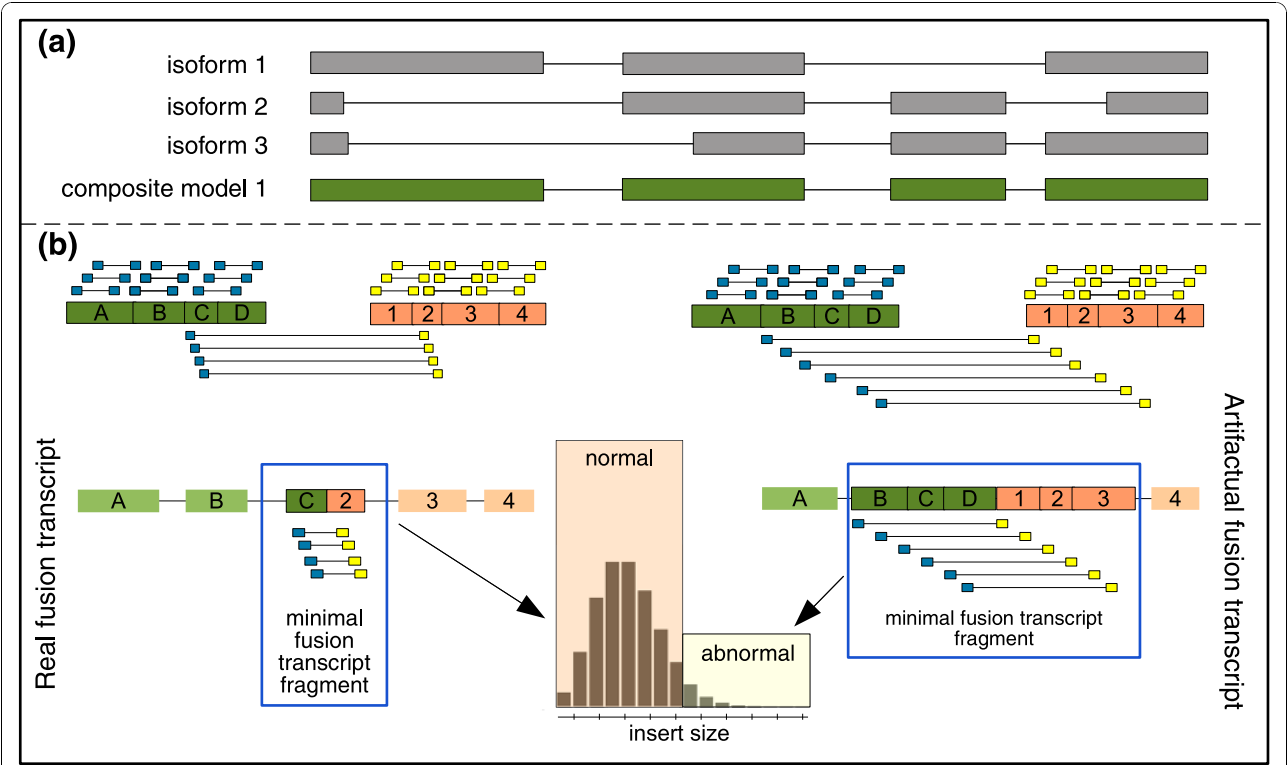 (a)
isoform 1
isoform 2
isoform 3
composite model 1
(b)
A B C D
1 2 3 4
A B C D
1 2 3 4
Real fusion transcript
A B C 2 3 4
minimal
fusion
transcript
fragment
normal
abnormal
insert size
A B C D 1 2 3 4
minimal fusion transcript
fragment
Artifactual fusion transcript